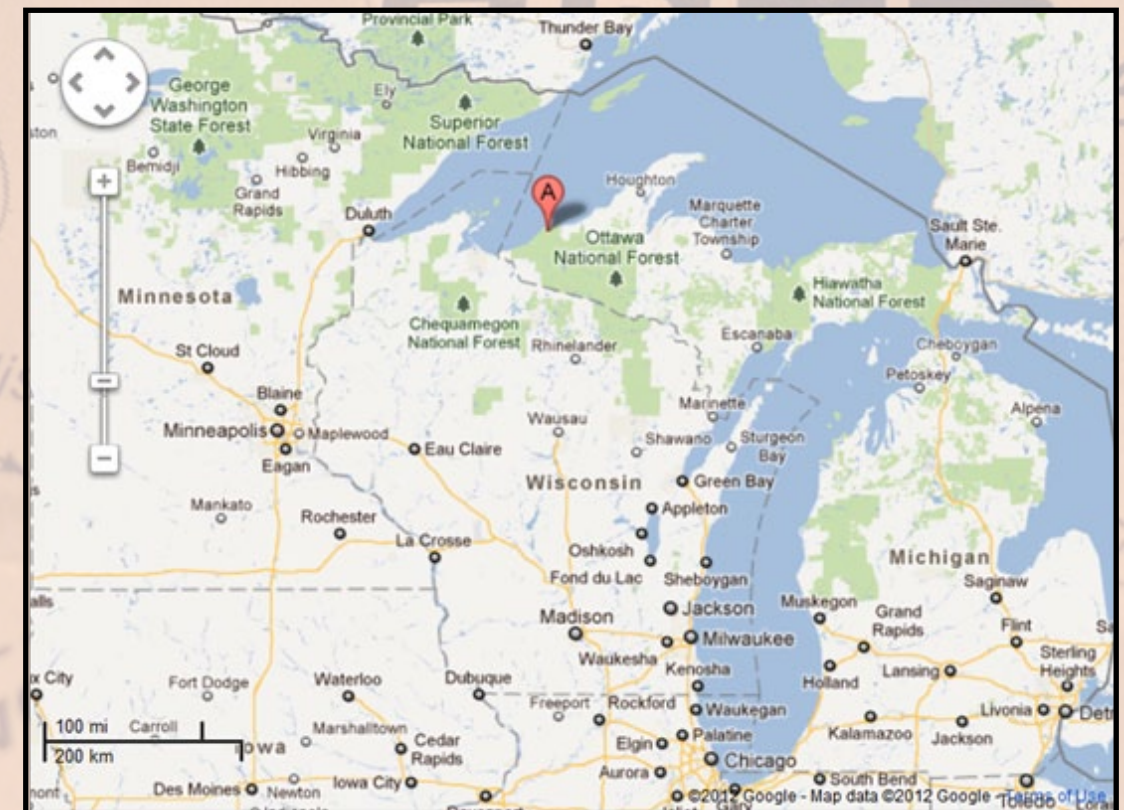 Provincial Park
Thunder Bay
George
Washington
State Forest
Ely
Superior
National Forest
Virginia
Bemidji
Hibbing
Grand
Rapids
Duluth
A
Houghton
Marquette
Charter
Township
Sault Ste.
Marie
Ottawa
National Forest
Hiawatha
National Forest
Minnesota
Chequamegon
National Forest
Rhinelander
Escanaba
Cheboygan
St Cloud
Petoskey
Blaine
Marinette
Alpena
Minneapolis
Maplewood
Wausau
Shawano
Sturgeon
Bay
Eau Claire
Eagan
Wisconsin
Green Bay
Mankato
Appleton
Rochester
La Crosse
Oshkosh
Michigan
Fond du Lac
Sheboygan
Saginaw
Jackson
Muskegon
Grand
Rapids
Flint
Madison
Milwaukee
Waukesha
Kenosha
Sterling
Heights
Holland
Lansing
x City
Fort Dodge
Waterloo
Dubuque
Freeport
Rockford
Waukegan
Livonia
Detr
100 mi
Carroll
Marshalltown
Kalamazoo
Jackson
200 km
owa
Cedar
Rapids
Elgin
Palatine
Chicago
Aurora
South Bend
Des Moines
Newton
Iowa City
©2012 Google - Map data ©2012 Google - Terms of Use